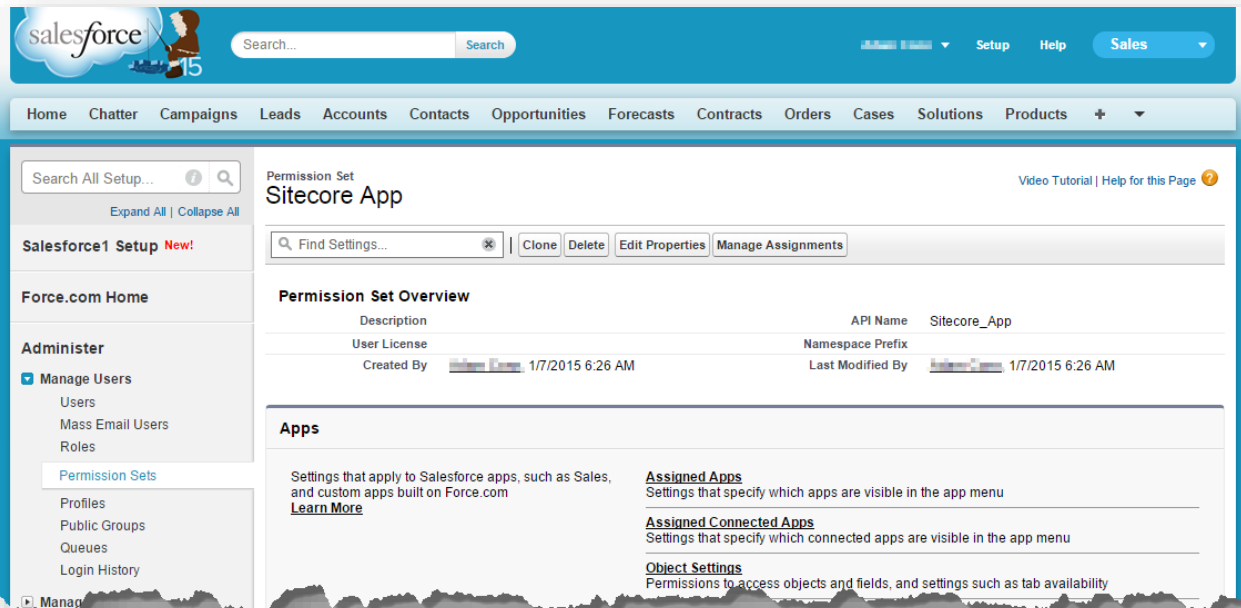 salesforce
15
Search...
Search
Setup
Help
Sales
Home Chatter Campaigns Leads Accounts Contacts Opportunities Forecasts Contracts Orders Cases Solutions Products +
Search All Setup...
Expand All | Collapse All
Salesforce1 Setup New!
Force.com Home
Administer
Manage Users
Users
Mass Email Users
Roles
Permission Sets
Profiles
Public Groups
Queues
Login History
Manag
Permission Set
Sitecore App
Video Tutorial | Help for this Page ?
Find Settings... | Clone Delete Edit Properties Manage Assignments
Permission Set Overview
Description
API Name Sitecore_App
User License
Namespace Prefix
Created By , 1/7/2015 6:26 AM
Last Modified By , 1/7/2015 6:26 AM
Apps
Settings that apply to Salesforce apps, such as Sales,
and custom apps built on Force.com
Learn More
Assigned Apps
Settings that specify which apps are visible in the app menu
Assigned Connected Apps
Settings that specify which connected apps are visible in the app menu
Object Settings
Permissions to access objects and fields, and settings such as tab availability